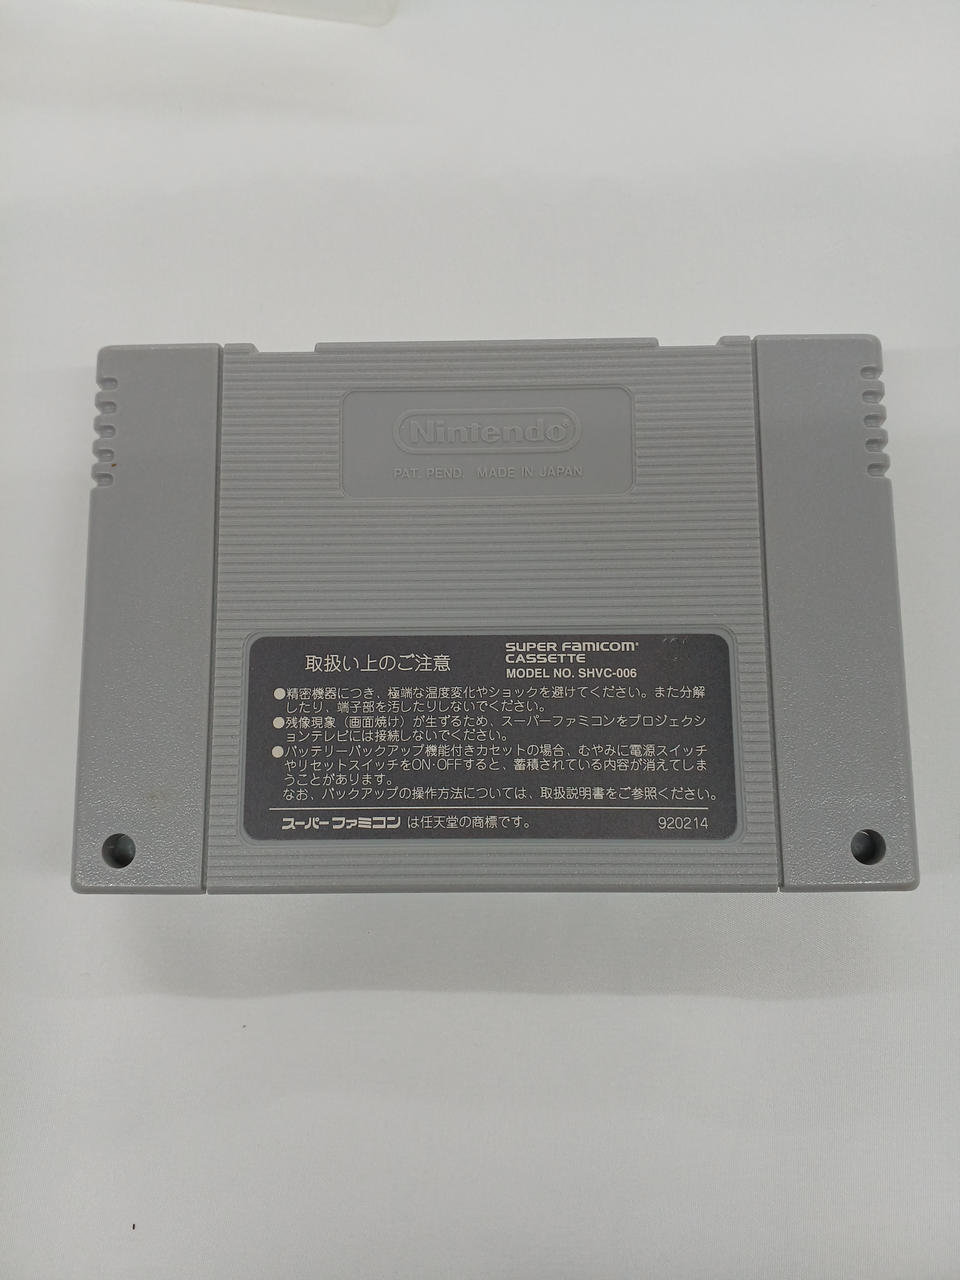 Nintendo
PAT. PEND. MADE IN JAPAN
取扱い上のご注意
SUPER FAMICOM
CASSETTE
MODEL NO. SHVC-006
●精密機器につき、極端な温度変化やショックを避けてください。また分解
したり、端子部を汚したりしないでください。
●残像現象(画面焼け)が生ずるため、スーパーファミコンをプロジェクシ
ョンテレビには接続しないでください。
●バッテリーバックアップ機能付きカセットの場合、むやみに電源スイッチ
やリセットスイッチをON·OFFすると、蓄積されている内容が消えてしま
うことがあります。
なお、バックアップの操作方法については、取扱説明書をご参照ください。
スーパーファミコン は任天堂の商標です。
920214